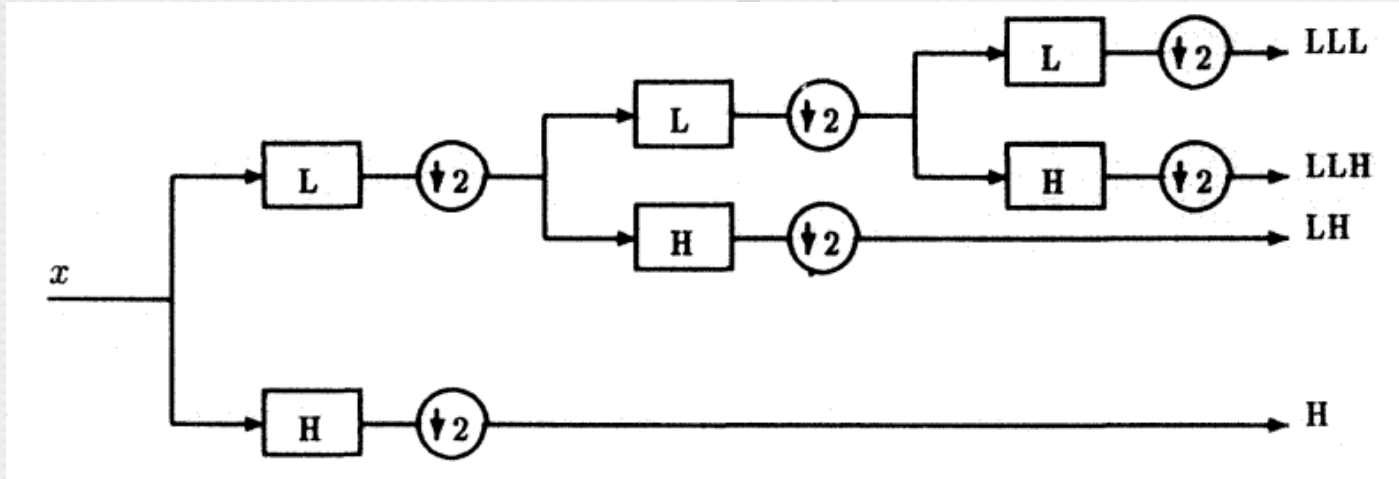 L ↓2 LLL
L ↓2
H ↓2 LLH
L ↓2
H ↓2 LH
x
H ↓2 H